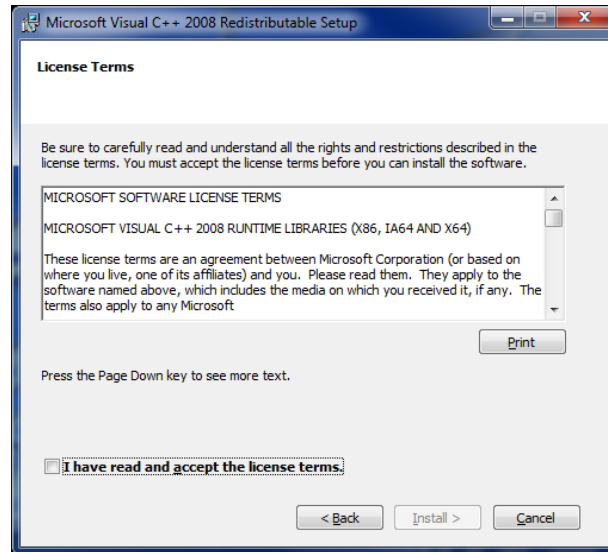 Microsoft Visual C++ 2008 Redistributable Setup
License Terms
Be sure to carefully read and understand all the rights and restrictions described in the
license terms. You must accept the license terms before you can install the software.
MICROSOFT SOFTWARE LICENSE TERMS
MICROSOFT VISUAL C++ 2008 RUNTIME LIBRARIES (X86, IA64 AND X64)
These license terms are an agreement between Microsoft Corporation (or based on
where you live, one of its affiliates) and you.  Please read them.  They apply to the
software named above, which includes the media on which you received it, if any.  The
terms also apply to any Microsoft
Print
Press the Page Down key to see more text.
I have read and accept the license terms.
< Back Install > Cancel